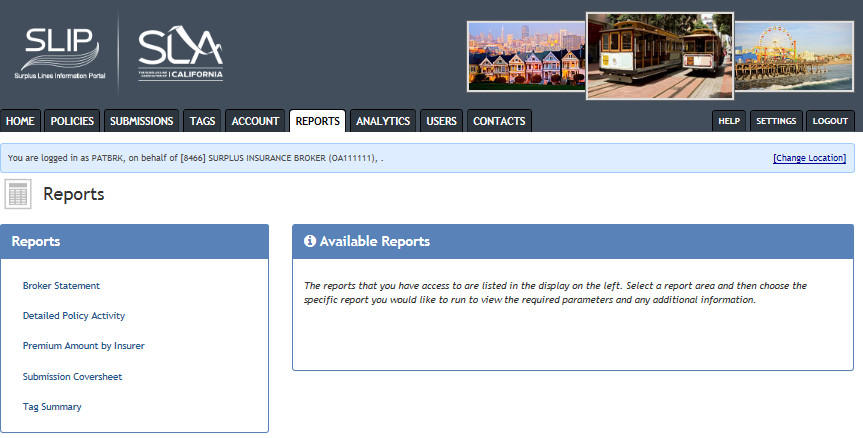 SLIP
Surplus Lines Information Portal
SLA
THE SURPLUS LINE
ASSOCIATION OF
CALIFORNIA
HOME POLICIES SUBMISSIONS TAGS ACCOUNT REPORTS ANALYTICS USERS CONTACTS HELP SETTINGS LOGOUT
You are logged in as PATBRK, on behalf of [8466] SURPLUS INSURANCE BROKER (OA111111), . [Change Location]
Reports
Reports
Broker Statement
Detailed Policy Activity
Premium Amount by Insurer
Submission Coversheet
Tag Summary
Available Reports
The reports that you have access to are listed in the display on the left. Select a report area and then choose the
specific report you would like to run to view the required parameters and any additional information.